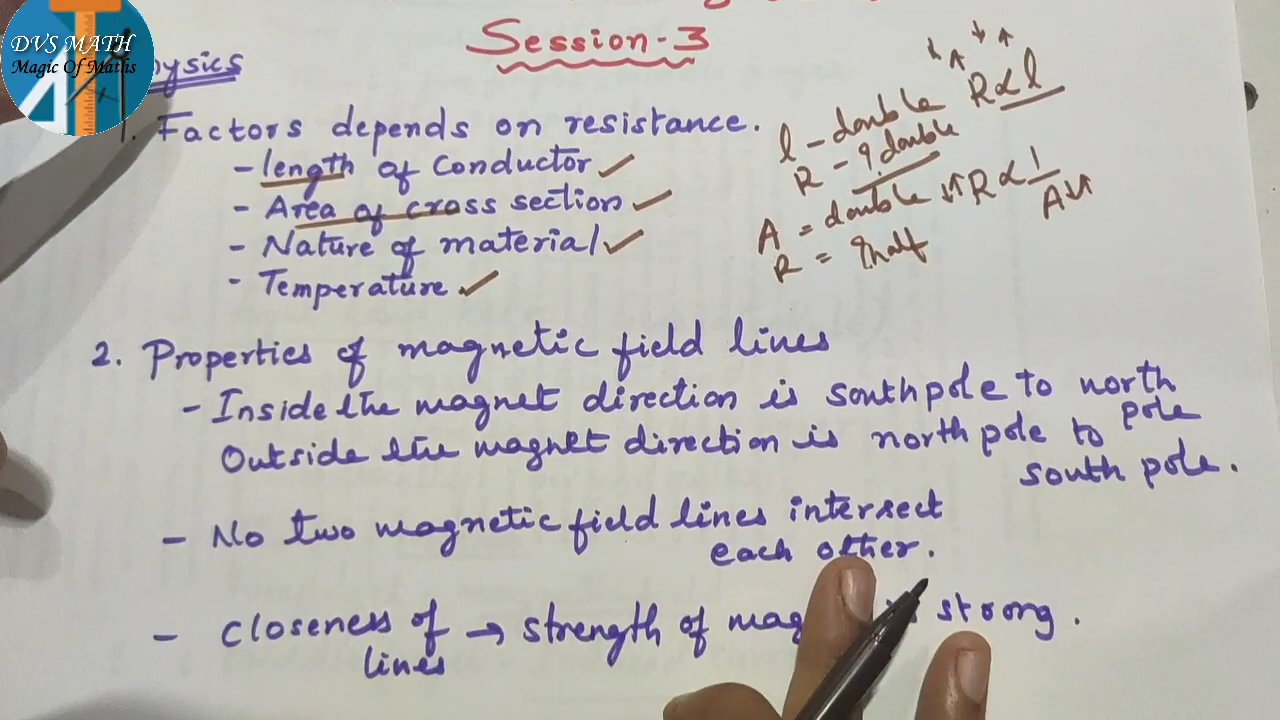 DVS MATH
Magic Of Maths
Session-3
ysics
1. Factors depends on resistance.
- length of conductor
- Area of cross section
- Nature of material
- Temperature
R ∝ l
l - double
R - double
A = double R ∝ 1/A
R = half
2. Properties of magnetic field lines
- Inside the magnet direction is south pole to north pole
Outside the magnet direction is north pole to south pole.
- No two magnetic field lines intersect
each other.
- Closeness of → strength of mag strong.
lines